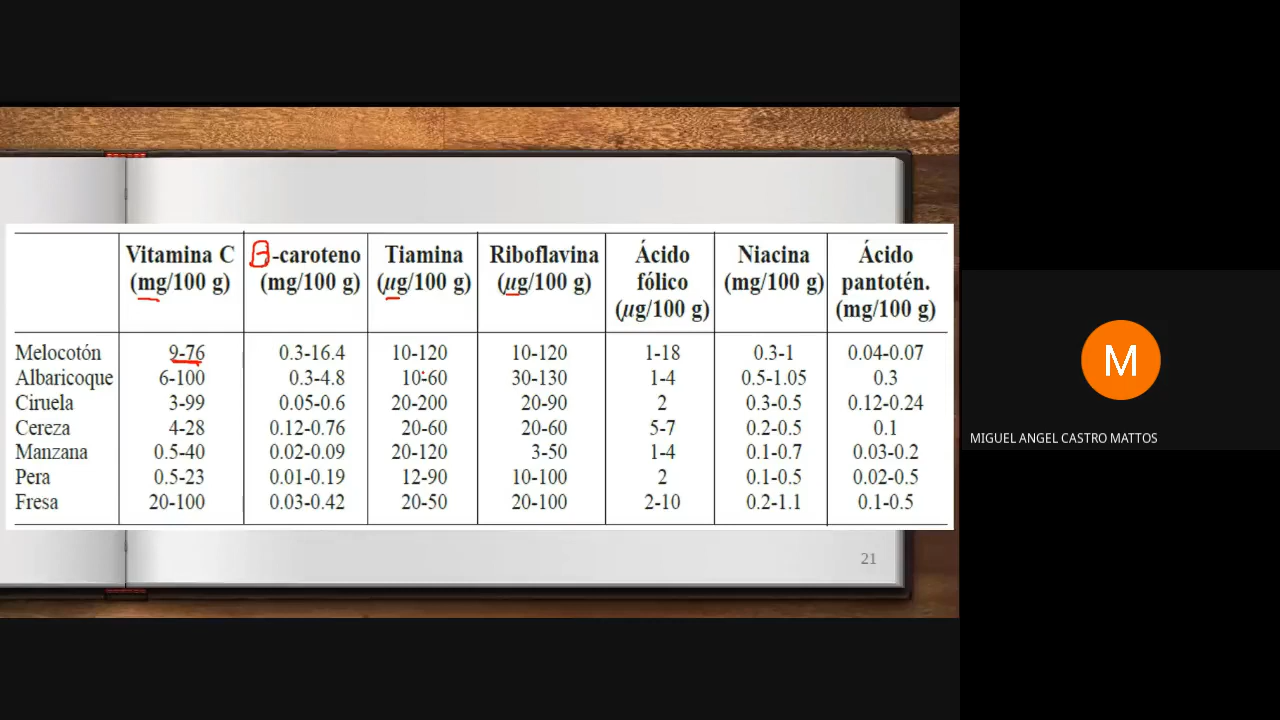 Vitamina C β-caroteno Tiamina Riboflavina Ácido Niacina Ácido
(mg/100 g) (mg/100 g) (μg/100 g) (μg/100 g) fólico (mg/100 g) pantotén.
(μg/100 g) (mg/100 g)
Melocotón 9-76 0.3-16.4 10-120 10-120 1-18 0.3-1 0.04-0.07
Albaricoque 6-100 0.3-4.8 10-60 30-130 1-4 0.5-1.05 0.3
Ciruela 3-99 0.05-0.6 20-200 20-90 2 0.3-0.5 0.12-0.24
Cereza 4-28 0.12-0.76 20-60 20-60 5-7 0.2-0.5 0.1
Manzana 0.5-40 0.02-0.09 20-120 3-50 1-4 0.1-0.7 0.03-0.2
Pera 0.5-23 0.01-0.19 12-90 10-100 2 0.1-0.5 0.02-0.5
Fresa 20-100 0.03-0.42 20-50 20-100 2-10 0.2-1.1 0.1-0.5
21
M
MIGUEL ANGEL CASTRO MATTOS